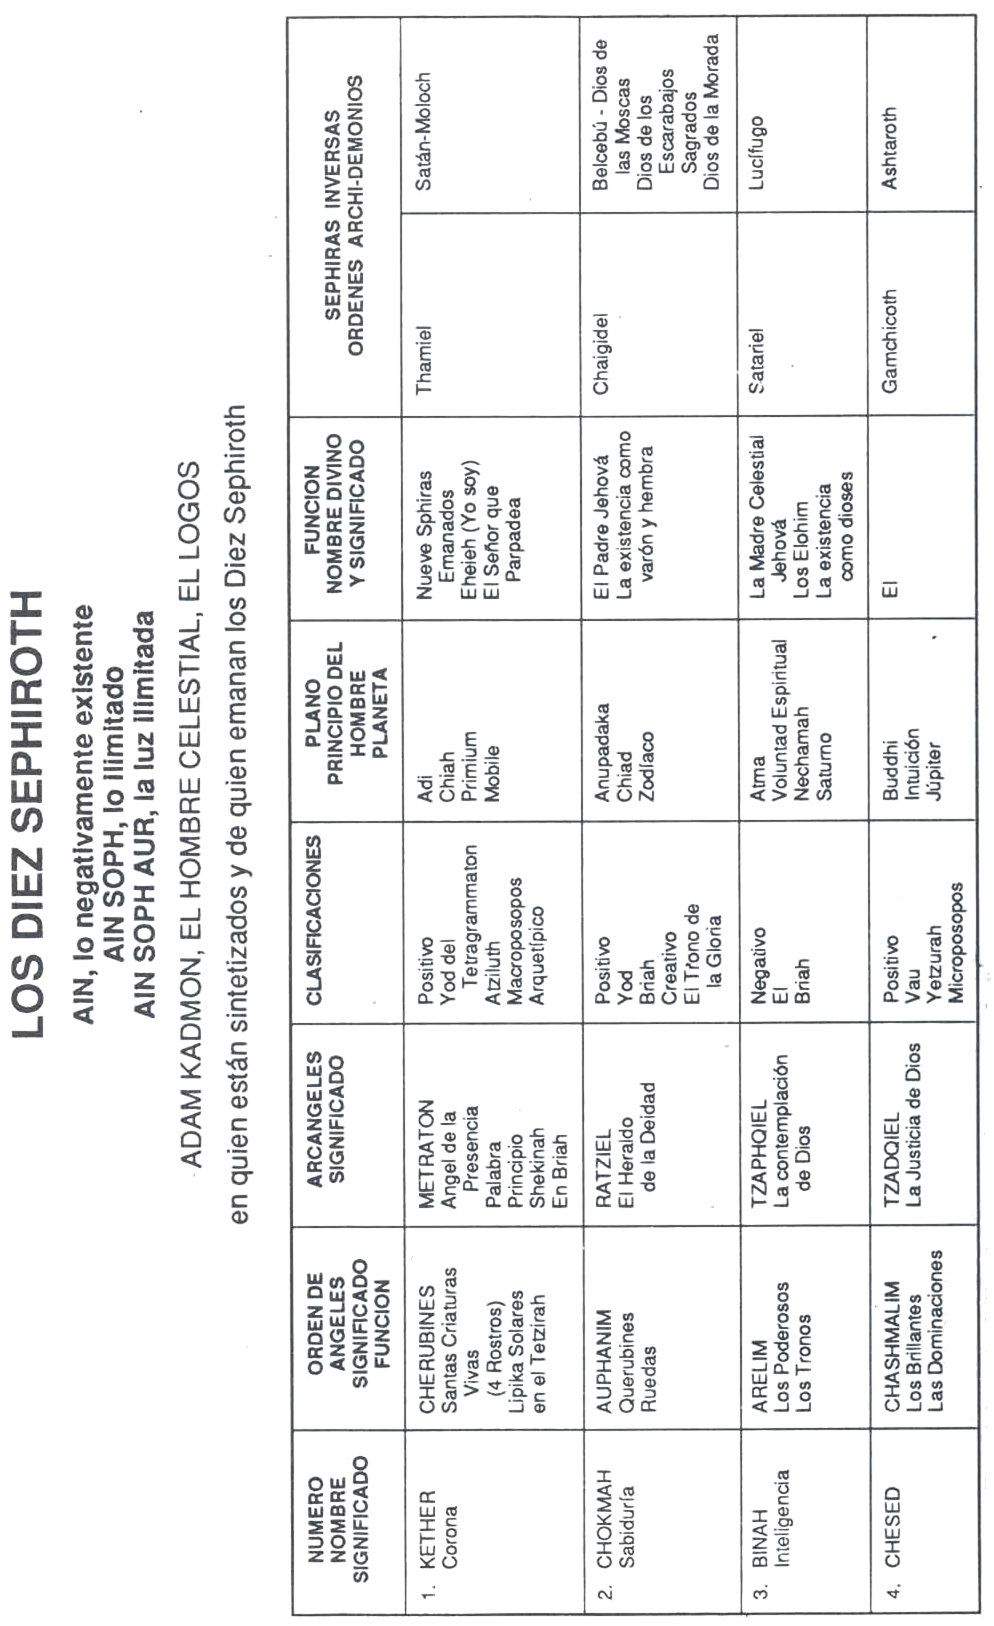 LOS DIEZ SEPHIROTH
AIN, lo negativamente existente
AIN SOPH, lo Ilimitado
AIN SOPH AUR, la luz ilimitada
ADAM KADMON, EL HOMBRE CELESTIAL, EL LOGOS
en quien están sintetizados y de quien emanan los Diez Sephiroth
NUMERO
NOMBRE
SIGNIFICADO
ORDEN DE
ANGELES
SIGNIFICADO
FUNCION
ARCANGELES
SIGNIFICADO
CLASIFICACIONES
PLANO
PRINCIPIO DEL
HOMBRE
PLANETA
FUNCION
NOMBRE DIVINO
Y SIGNIFICADO
SEPHIRAS INVERSAS
ORDENES ARCHI-DEMONIOS
1. KETHER
Corona
CHERUBINES
Santas Criaturas
Vivas
(4 Rostros)
Lipika Solares
en el Tetzirah
METRATON
Angel de la
Presencia
Palabra
Principio
Shekinah
En Briah
Positivo
Yod del
Tetragrammaton
Atziluth
Macroposopos
Arquetípico
Adi
Chiah
Primium
Mobile
Nueve Sphiras
Emanados
Eheieh (Yo soy)
El Señor que
Parpadea
Thamiel
Satán-Moloch
2. CHOKMAH
Sabiduría
AUPHANIM
Querubines
Ruedas
RATZIEL
El Heraldo
de la Deidad
Positivo
Yod
Briah
Creativo
El Trono de
la Gloria
Anupadaka
Chiad
Zodíaco
El Padre Jehová
La existencia como
varón y hembra
Chaigidel
Belcebú - Dios de
las Moscas
Dios de los
Escarabajos
Sagrados
Dios de la Morada
3. BINAH
Inteligencia
ARELIM
Los Poderosos
Los Tronos
TZAPHQIEL
La contemplación
de Dios
Negativo
El
Briah
Atma
Voluntad Espiritual
Nechamah
Saturno
La Madre Celestial
Jehová
Los Elohim
La existencia
como dioses
Satariel
Lucífugo
4. CHESED
CHASHMALIM
Los Brillantes
Las Dominaciones
TZADQIEL
La Justicia de Dios
Positivo
Vau
Yetzurah
Microposopos
Buddhi
Intuición
Júpiter
El
Gamchicoth
Ashtaroth